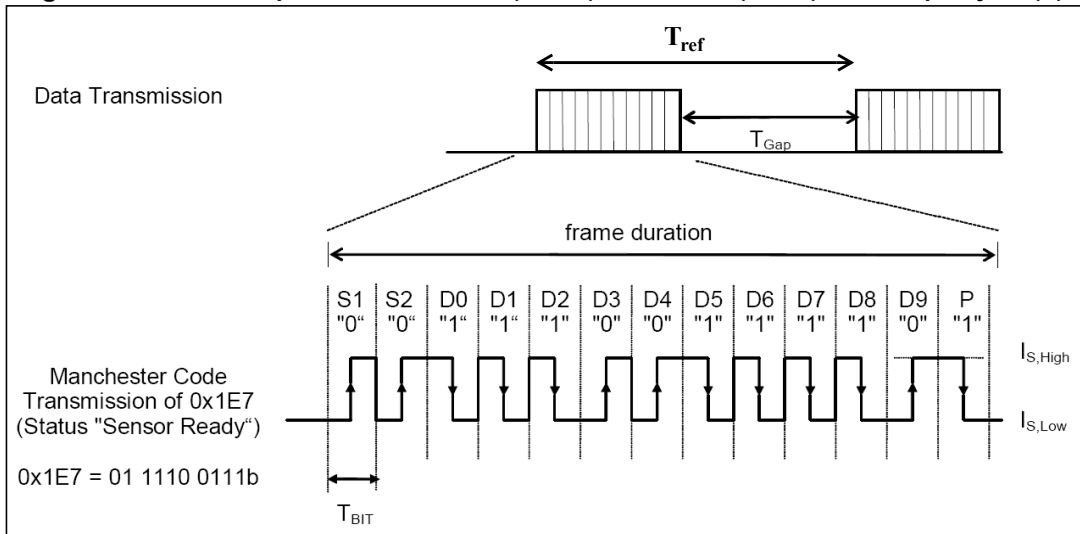 T_ref
Data Transmission
T_Gap
frame duration
S1 S2 D0 D1 D2 D3 D4 D5 D6 D7 D8 D9 P
"0“ "0“ "1“ "1“ "1" "0" "0" "1" "1" "1" "1" "0" "1"
I_S,High
Manchester Code
Transmission of 0x1E7
(Status "Sensor Ready“)
I_S,Low
0x1E7 = 01 1110 0111b
T_BIT